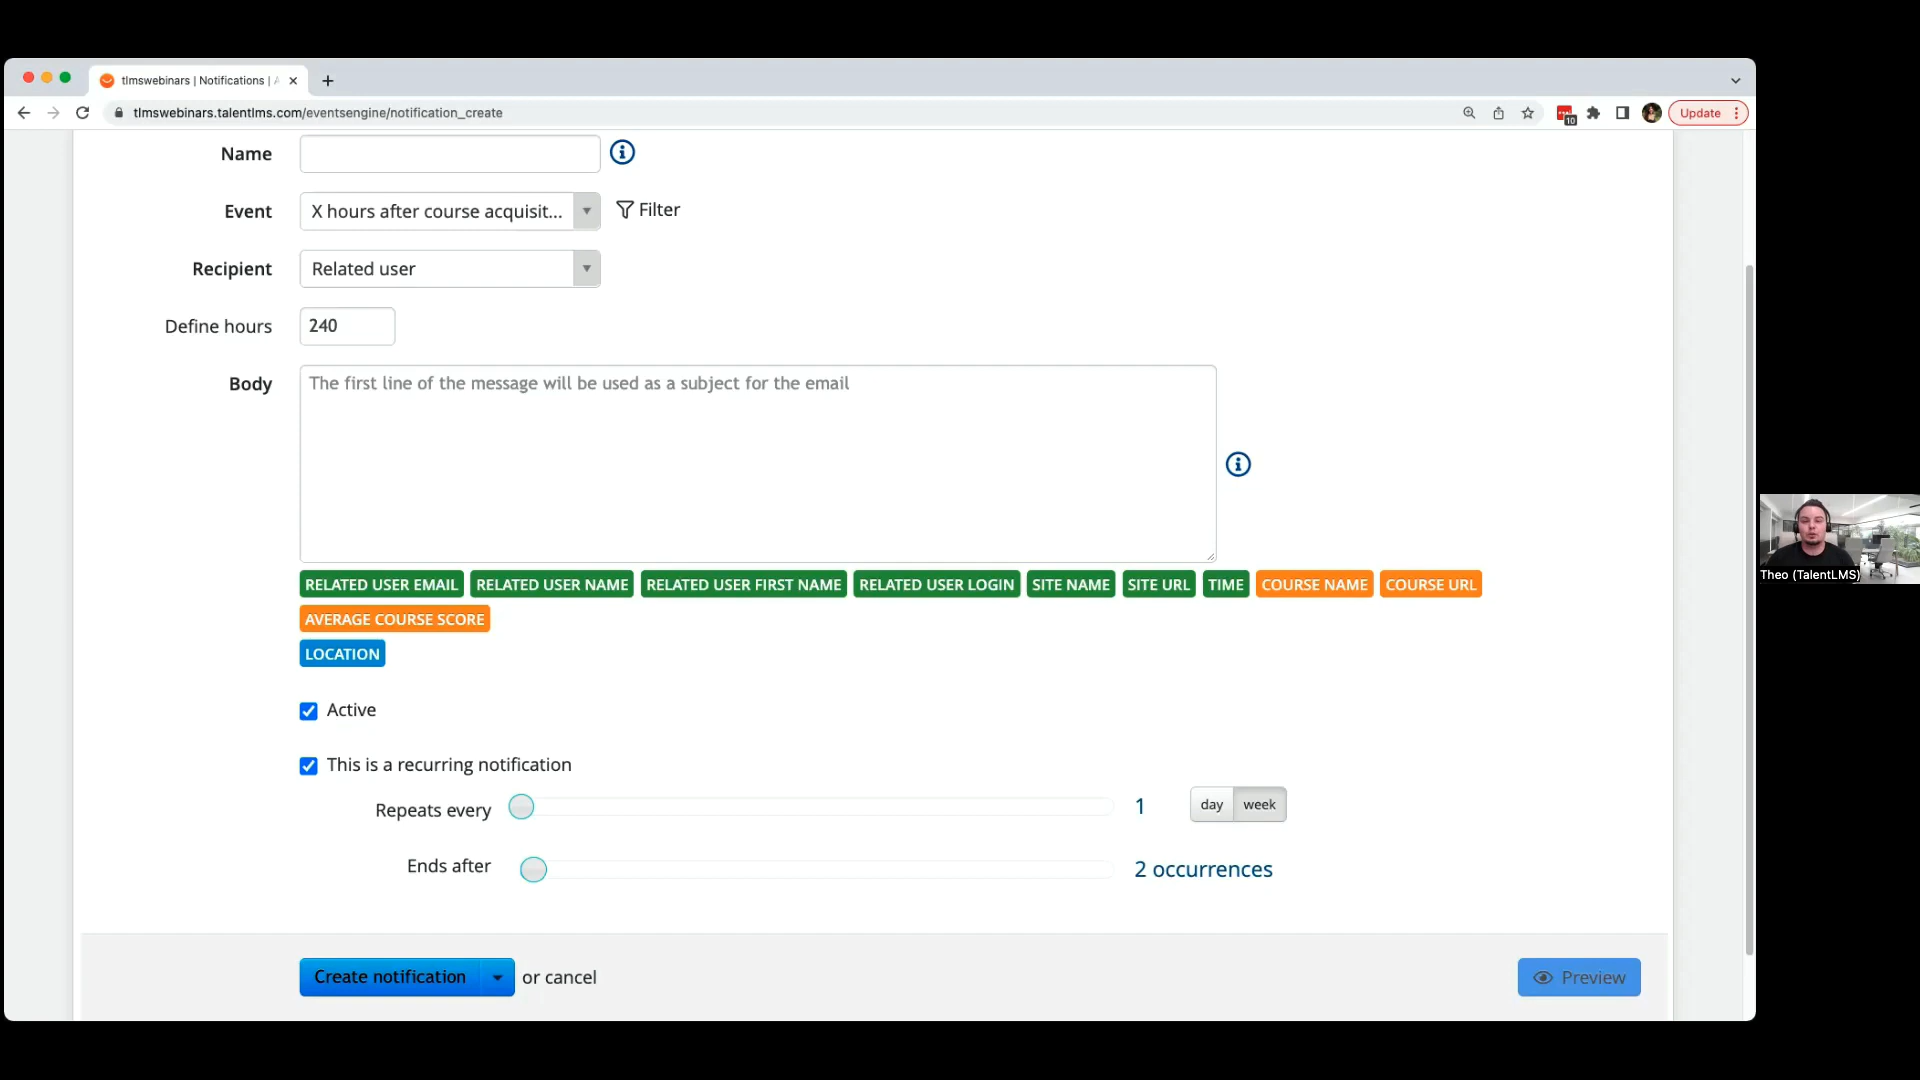 tlmswebinars | Notifications | A
tlmswebinars.talentlms.com/eventsengine/notification_create
10
Update
Name
Event
X hours after course acquisit...
Filter
Recipient
Related user
Define hours
240
Body
The first line of the message will be used as a subject for the email
RELATED USER EMAIL RELATED USER NAME RELATED USER FIRST NAME RELATED USER LOGIN SITE NAME SITE URL TIME COURSE NAME COURSE URL
AVERAGE COURSE SCORE
LOCATION
Active
This is a recurring notification
Repeats every
1
day week
Ends after
2 occurrences
Create notification or cancel
Preview
Theo (TalentLMS)